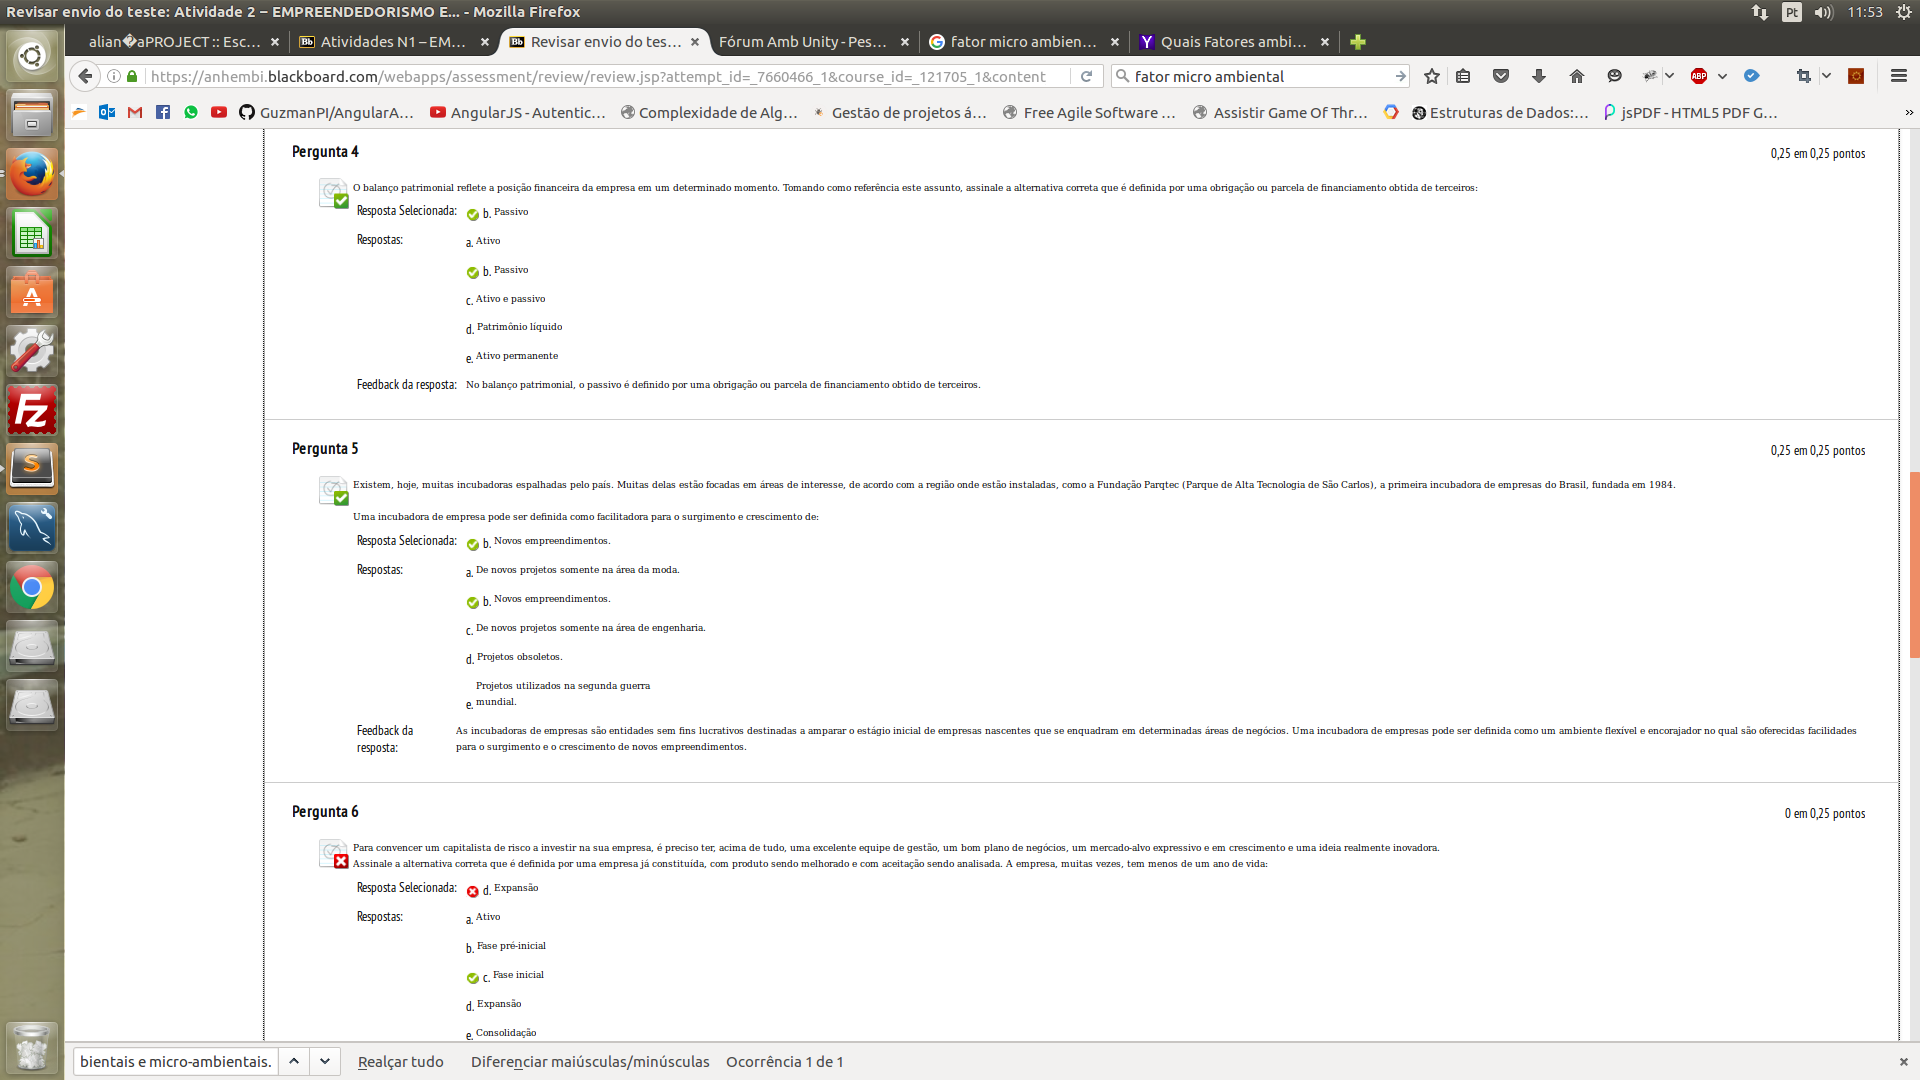 Revisar envio do teste: Atividade 2 – EMPREENDEDORISMO E... - Mozilla Firefox
Pt
11:53
alian�aPROJECT :: Esc...
Atividades N1 – EM...
Revisar envio do tes...
Fórum Amb Unity - Pes...
fator micro ambien...
Quais Fatores ambi...
https://anhembi.blackboard.com/webapps/assessment/review/review.jsp?attempt_id=_7660466_1&course_id=_121705_1&content
fator micro ambiental
ABP
GuzmanPI/AngularA...
AngularJS - Autentic...
Complexidade de Alg...
Gestão de projetos á...
Free Agile Software ...
Assistir Game Of Thr...
Estruturas de Dados:...
jsPDF - HTML5 PDF G...
Pergunta 4
0,25 em 0,25 pontos
O balanço patrimonial reflete a posição financeira da empresa em um determinado momento. Tomando como referência este assunto, assinale a alternativa correta que é definida por uma obrigação ou parcela de financiamento obtida de terceiros:
Resposta Selecionada: b. Passivo
Respostas: a. Ativo
b. Passivo
c. Ativo e passivo
d. Patrimônio líquido
e. Ativo permanente
Feedback da resposta: No balanço patrimonial, o passivo é definido por uma obrigação ou parcela de financiamento obtido de terceiros.
Pergunta 5
0,25 em 0,25 pontos
Existem, hoje, muitas incubadoras espalhadas pelo país. Muitas delas estão focadas em áreas de interesse, de acordo com a região onde estão instaladas, como a Fundação Parqtec (Parque de Alta Tecnologia de São Carlos), a primeira incubadora de empresas do Brasil, fundada em 1984.
Uma incubadora de empresa pode ser definida como facilitadora para o surgimento e crescimento de:
Resposta Selecionada: b. Novos empreendimentos.
Respostas: a. De novos projetos somente na área da moda.
b. Novos empreendimentos.
c. De novos projetos somente na área de engenharia.
d. Projetos obsoletos.
e. Projetos utilizados na segunda guerra
mundial.
Feedback da
resposta:
As incubadoras de empresas são entidades sem fins lucrativos destinadas a amparar o estágio inicial de empresas nascentes que se enquadram em determinadas áreas de negócios. Uma incubadora de empresas pode ser definida como um ambiente flexível e encorajador no qual são oferecidas facilidades
para o surgimento e o crescimento de novos empreendimentos.
Pergunta 6
0 em 0,25 pontos
Para convencer um capitalista de risco a investir na sua empresa, é preciso ter, acima de tudo, uma excelente equipe de gestão, um bom plano de negócios, um mercado-alvo expressivo e em crescimento e uma ideia realmente inovadora.
Assinale a alternativa correta que é definida por uma empresa já constituída, com produto sendo melhorado e com aceitação sendo analisada. A empresa, muitas vezes, tem menos de um ano de vida:
Resposta Selecionada: d. Expansão
Respostas: a. Ativo
b. Fase pré-inicial
c. Fase inicial
d. Expansão
e. Consolidação
bientais e micro-ambientais.
Realçar tudo
Diferenciar maiúsculas/minúsculas
Ocorrência 1 de 1